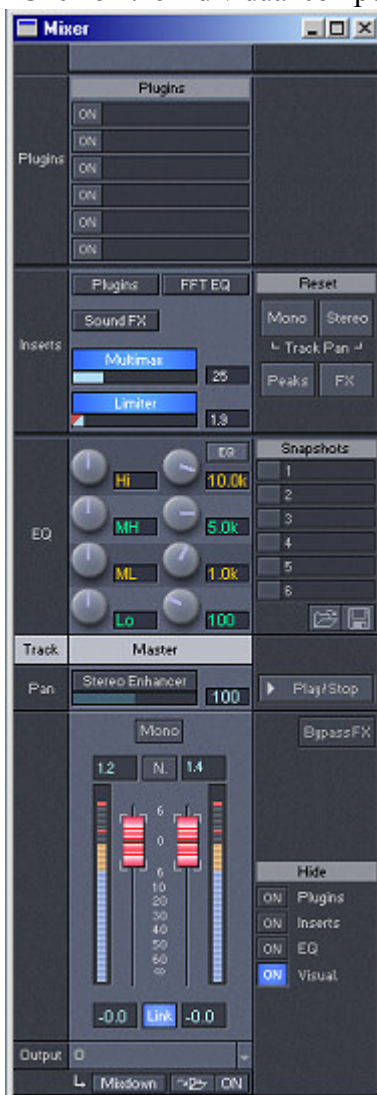 Mixer
Plugins
Plugins
ON
ON
ON
ON
ON
ON
Inserts
Plugins FFT EQ
Sound FX
Multimax
25
Limiter
1.9
Reset
Mono Stereo
Track Pan
Peaks FX
EQ
EQ
Hi 10.0k
MH 5.0k
ML 1.0k
Lo 100
Snapshots
1
2
3
4
5
6
Track Master
Pan Stereo Enhancer 100
Play/Stop
Mono
BypassFX
1.2 N. 1.4
6
0
6
10
20
30
40
50
60
∞
Hide
ON Plugins
ON Inserts
ON EQ
ON Visual
-0.0 Link -0.0
Output 0
Mixdown ON